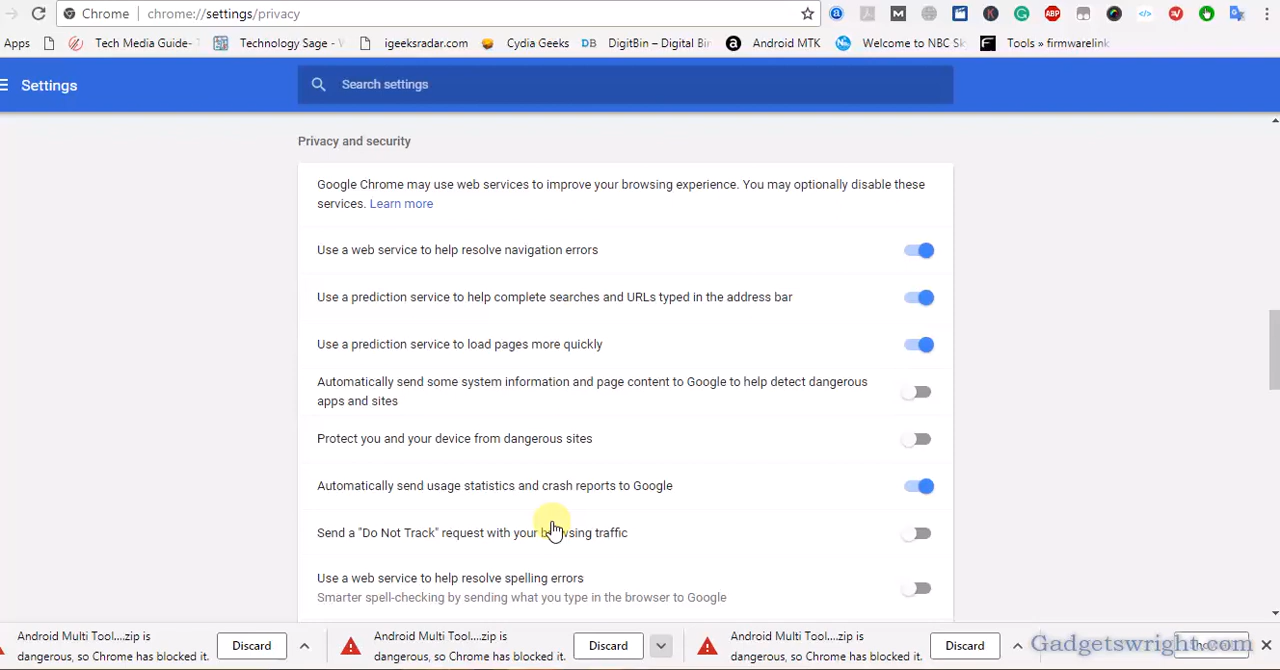 Chrome chrome://settings/privacy
Apps Tech Media Guide- T Technology Sage - W igeeksradar.com Cydia Geeks DB DigitBin – Digital Bir Android MTK Welcome to NBC Sk Tools » firmwarelink
Settings Search settings
Privacy and security
Google Chrome may use web services to improve your browsing experience. You may optionally disable these
services. Learn more
Use a web service to help resolve navigation errors
Use a prediction service to help complete searches and URLs typed in the address bar
Use a prediction service to load pages more quickly
Automatically send some system information and page content to Google to help detect dangerous
apps and sites
Protect you and your device from dangerous sites
Automatically send usage statistics and crash reports to Google
Send a "Do Not Track" request with your browsing traffic
Use a web service to help resolve spelling errors
Smarter spell-checking by sending what you type in the browser to Google
Android Multi Tool....zip is Android Multi Tool....zip is Android Multi Tool....zip is
dangerous, so Chrome has blocked it. Discard dangerous, so Chrome has blocked it. Discard dangerous, so Chrome has blocked it. Discard
Gadgetswright.com